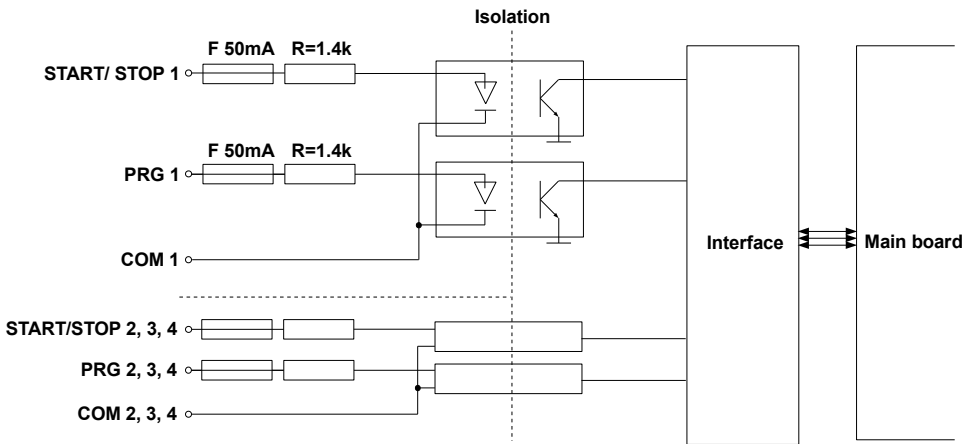 Isolation
F 50mA R=1.4k
START/ STOP 1
F 50mA R=1.4k
PRG 1
COM 1
Interface
Main board
START/STOP 2, 3, 4
PRG 2, 3, 4
COM 2, 3, 4